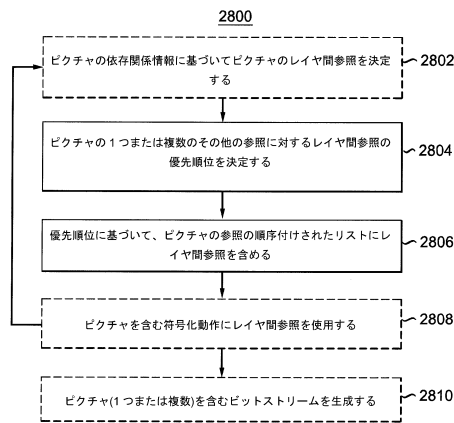 2800
ピクチャの依存関係情報に基づいてピクチャのレイヤ間参照を決定
する
2802
ピクチャの１つまたは複数のその他の参照に対するレイヤ間参照の
優先順位を決定する
2804
優先順位に基づいて、ピクチャの参照の順序付けされたリストにレ
イヤ間参照を含める
2806
ピクチャを含む符号化動作にレイヤ間参照を使用する
2808
ピクチャ(１つまたは複数)を含むビットストリームを生成する
2810